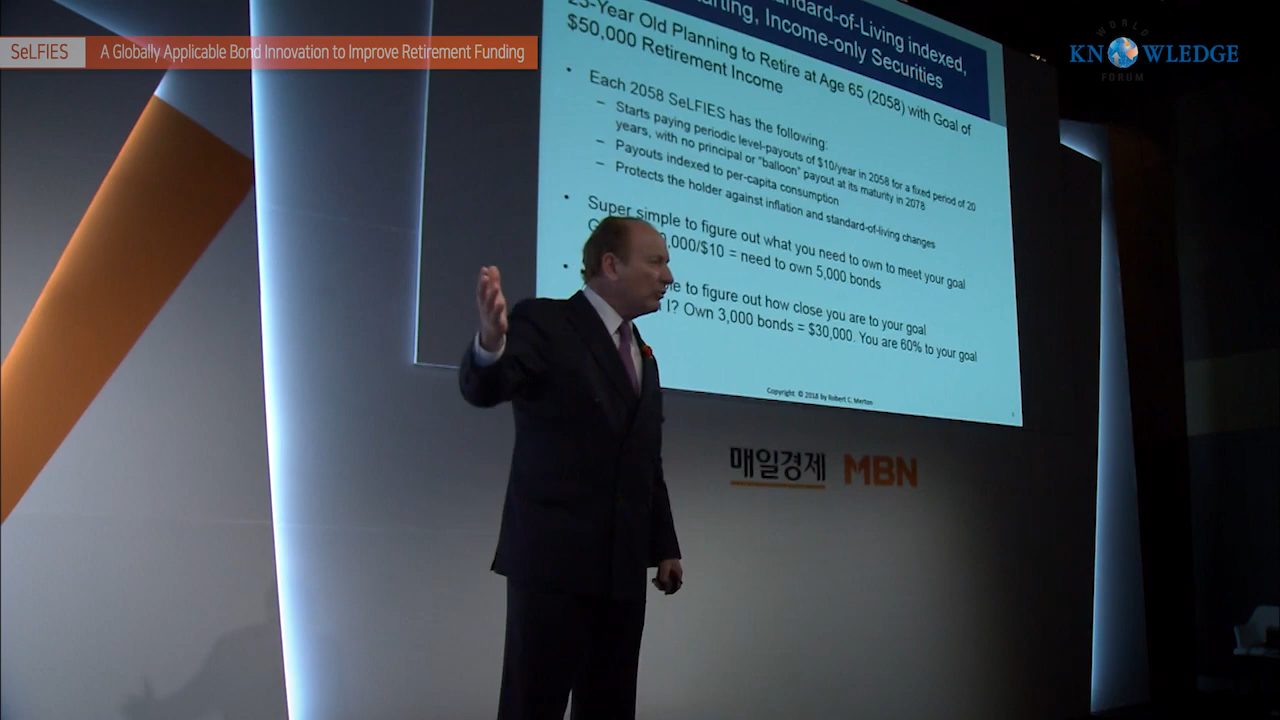 SeLFIES A Globally Applicable Bond Innovation to Improve Retirement Funding
WORLD
KNOWLEDGE
FORUM
Standard-of-Living indexed,
Income-only Securities
25-Year Old Planning to Retire at Age 65 (2058) with Goal of
$50,000 Retirement Income
• Each 2058 SeLFIES has the following:
– Starts paying periodic level-payouts of $10/year in 2058 for a fixed period of 20
years, with no principal or "balloon" payout at its maturity in 2078
– Payouts indexed to per-capita consumption
– Protects the holder against inflation and standard-of-living changes
• Super simple to figure out what you need to own to meet your goal
,000/$10 = need to own 5,000 bonds
• to figure out how close you are to your goal
I? Own 3,000 bonds = $30,000. You are 60% to your goal
Copyright © 2018 by Robert C. Merton
매일경제 MBN